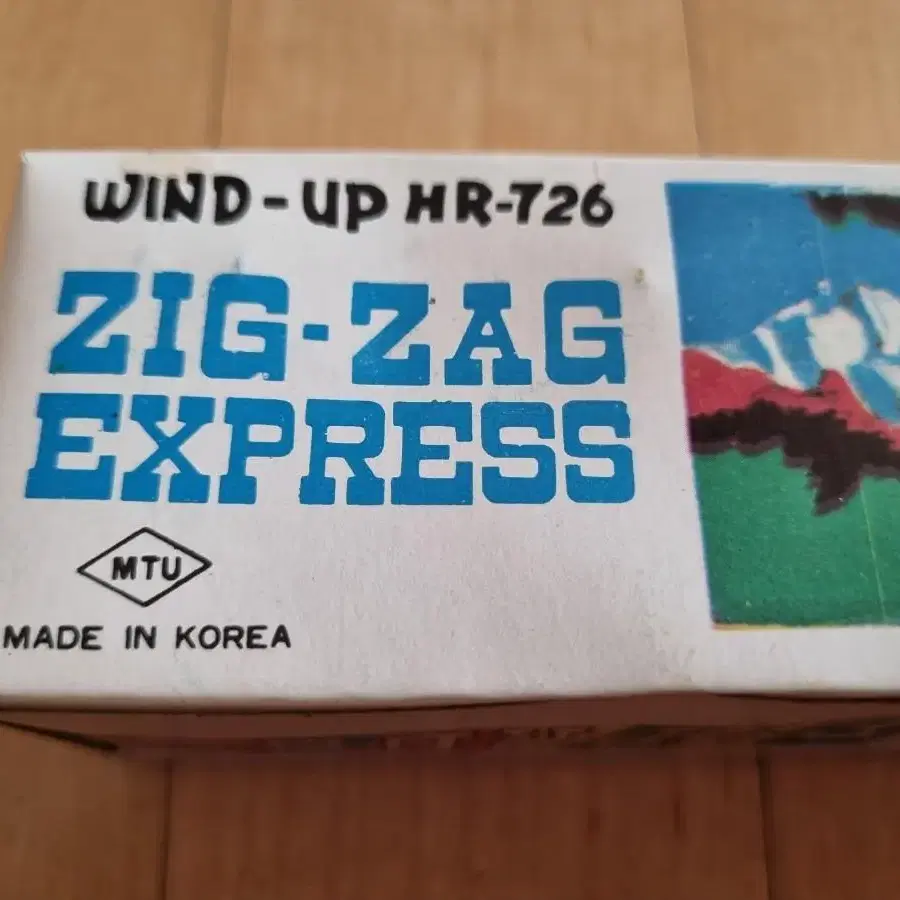 WIND-UP HR-726
ZIG-ZAG
EXPRESS
MTU
MADE IN KOREA